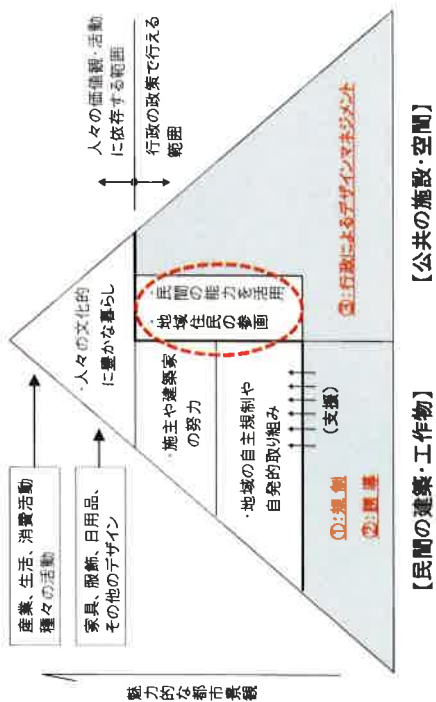 産業、生活、消費活動
種々の活動
家具、服飾、日用品、
その他のデザイン
魅力的な都市景観
・人々の文化的
に豊かな暮らし
人々の価値観・活動
に依存する範囲
行政の政策で行える
範囲
・施主や建築家
の努力
・地域の自主規制や
自発的取り組み
・民間の能力を活用
・地域住民の参画
(支援)
①:規制
②:誘導
③:行政によるデザインマネジメント
【民間の建築・工作物】
【公共の施設・空間】